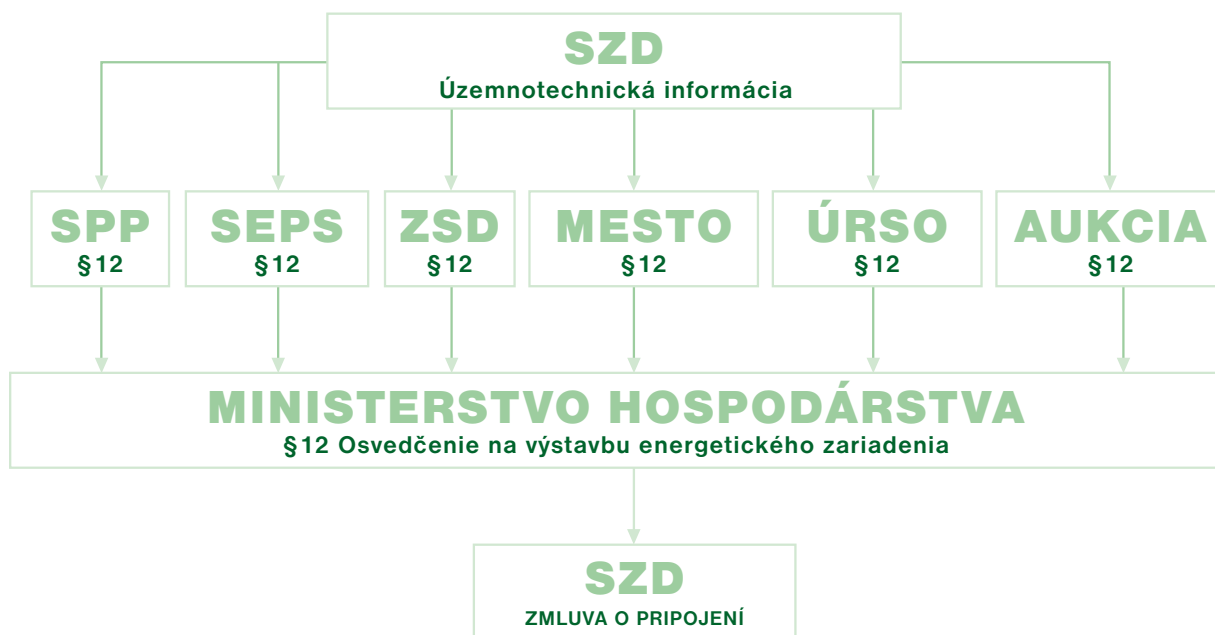 SZD
Územnotechnická informácia
SPP
§ 12
SEPS
§ 12
ZSD
§ 12
MESTO
§ 12
ÚRSO
§ 12
AUKCIA
§ 12
MINISTERSTVO HOSPODÁRSTVA
§ 12 Osvedčenie na výstavbu energetického zariadenia
SZD
ZMLUVA O PRIPOJENÍ